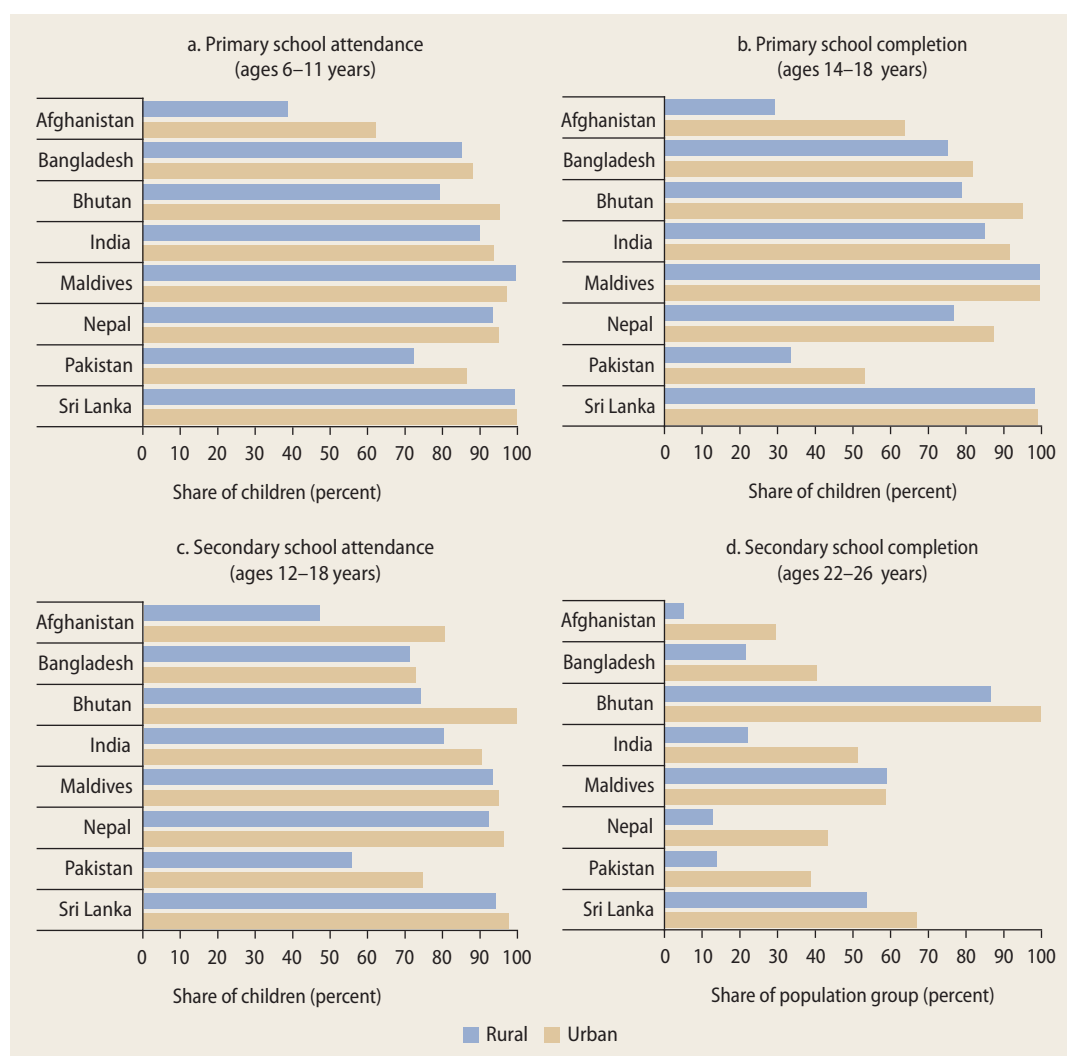 a. Primary school attendance
(ages 6–11 years)
Afghanistan
Bangladesh
Bhutan
India
Maldives
Nepal
Pakistan
Sri Lanka
0 10 20 30 40 50 60 70 80 90 100
Share of children (percent)
b. Primary school completion
(ages 14–18 years)
Afghanistan
Bangladesh
Bhutan
India
Maldives
Nepal
Pakistan
Sri Lanka
0 10 20 30 40 50 60 70 80 90 100
Share of children (percent)
c. Secondary school attendance
(ages 12–18 years)
Afghanistan
Bangladesh
Bhutan
India
Maldives
Nepal
Pakistan
Sri Lanka
0 10 20 30 40 50 60 70 80 90 100
Share of children (percent)
d. Secondary school completion
(ages 22–26 years)
Afghanistan
Bangladesh
Bhutan
India
Maldives
Nepal
Pakistan
Sri Lanka
0 10 20 30 40 50 60 70 80 90 100
Share of population group (percent)
Rural Urban